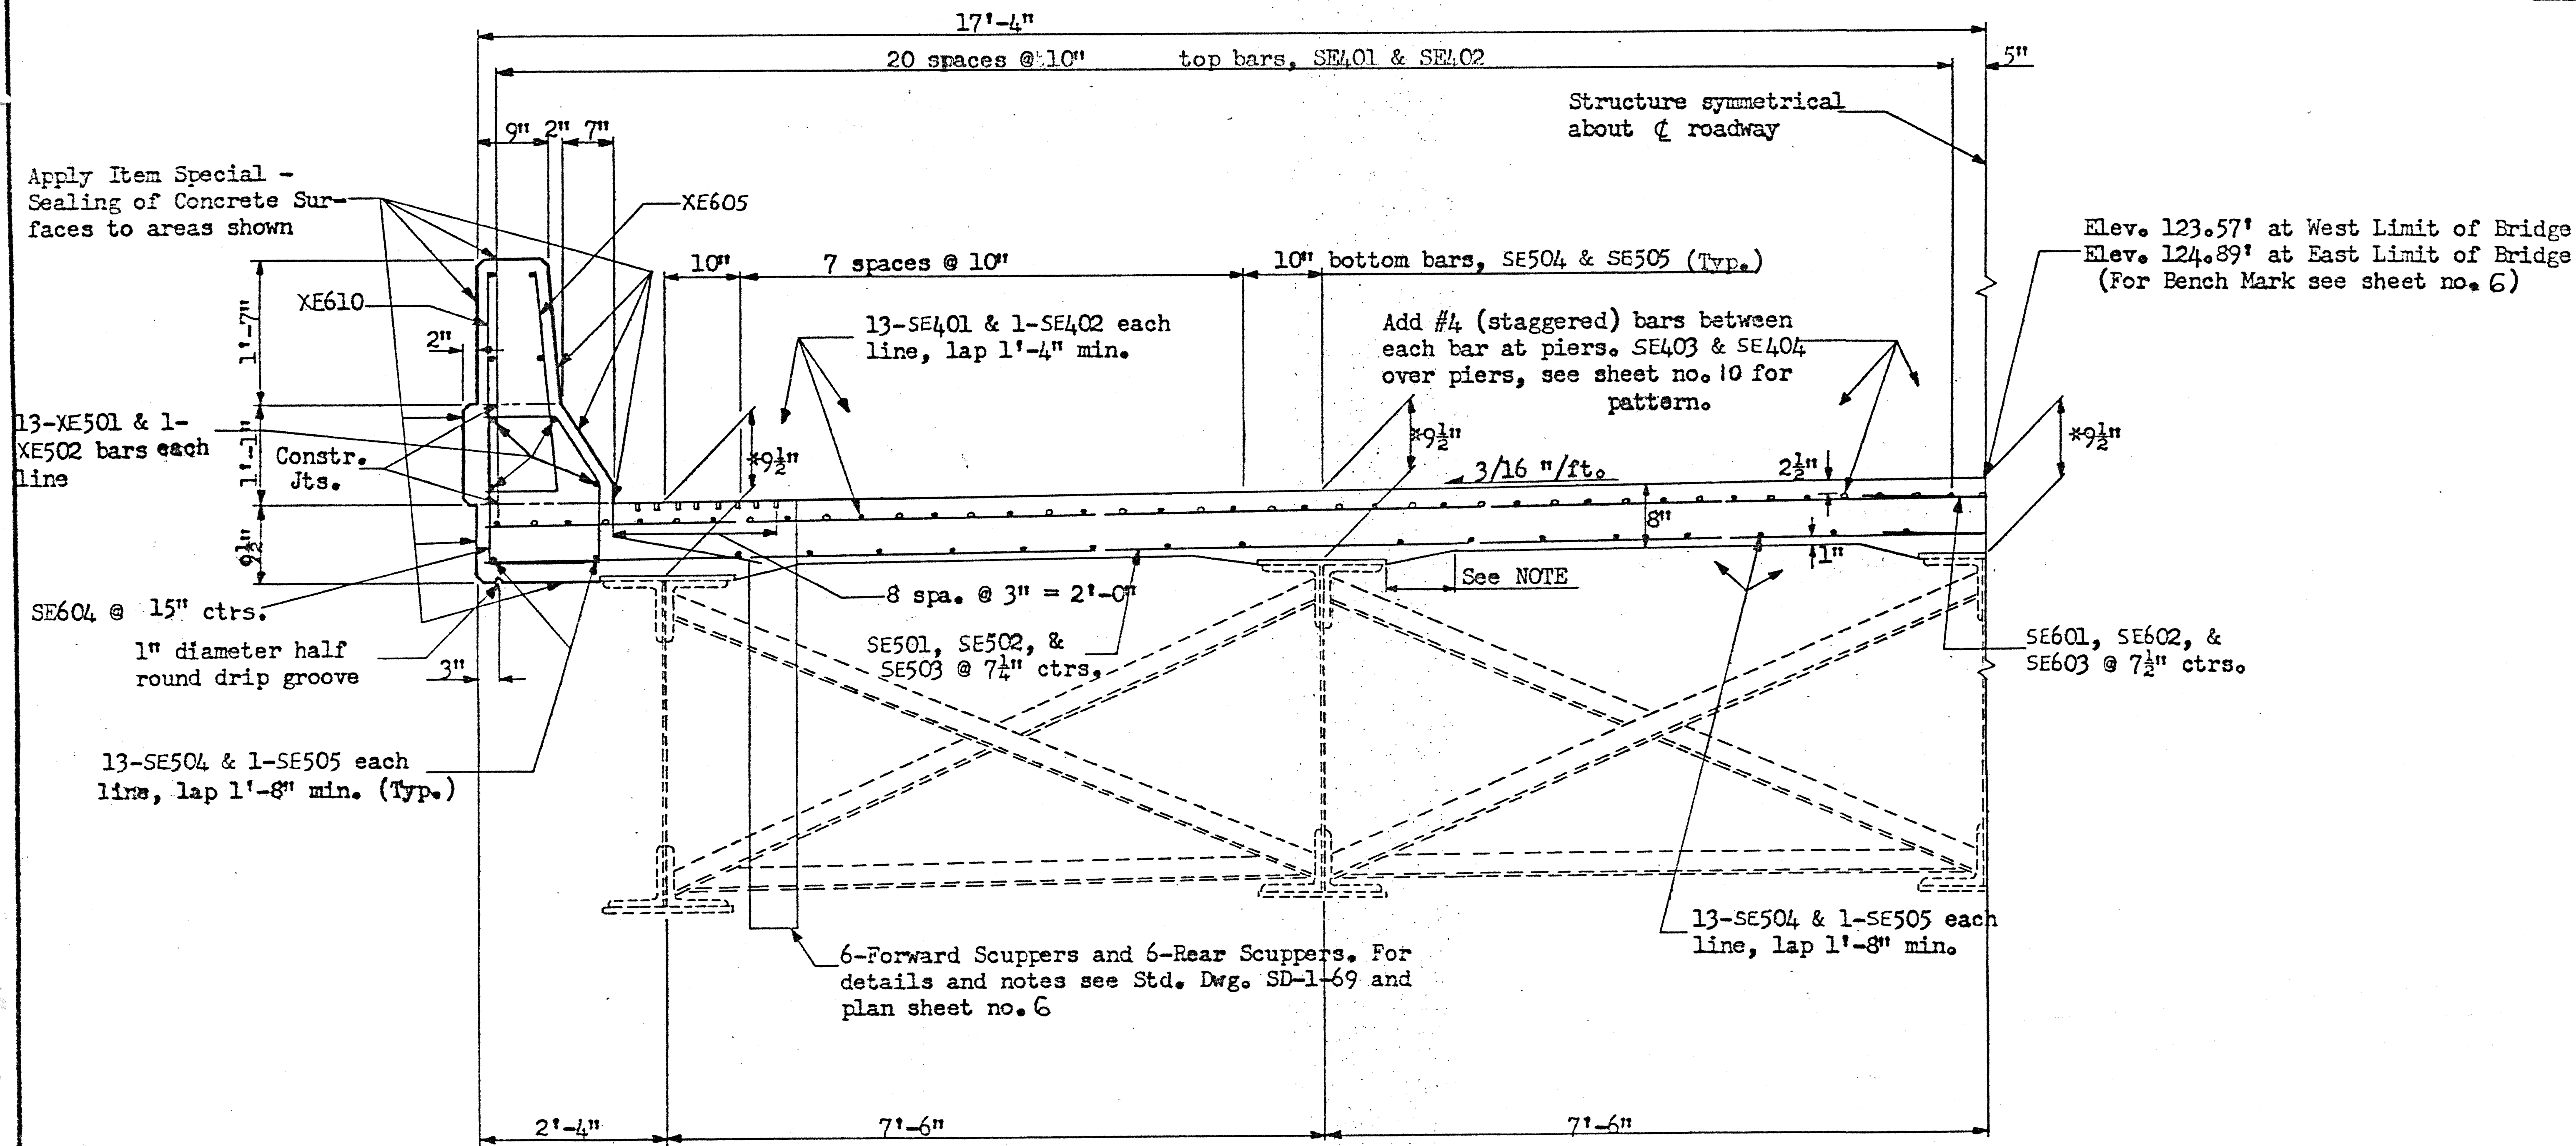 17'-4"
20 spaces @ 10" top bars, SE401 & SE402
5"
Structure symmetrical
about ℄ roadway
9" 2" 7"
Apply Item Special -
Sealing of Concrete Sur-
faces to areas shown
XE605
Elev. 123.57' at West Limit of Bridge
Elev. 124.89' at East Limit of Bridge
(For Bench Mark see sheet no. 6)
10"
7 spaces @ 10"
10" bottom bars, SE504 & SE505 (Typ.)
XE610
1'-7"
2"
13-SE401 & 1-SE402 each
line, lap 1'-4" min.
Add #4 (staggered) bars between
each bar at piers. SE403 & SE404
over piers, see sheet no. 10 for
pattern.
13-XE501 & 1-
XE502 bars each
line
1'-1"
Constr.
Jts.
*9½"
*9½"
*9½"
3/16 "/ft.
2½"
8"
1"
9½"
See NOTE
8 spa. @ 3" = 2'-0"
SE604 @ 15" ctrs.
1" diameter half
round drip groove
3"
SE501, SE502, &
SE503 @ 7¼" ctrs.
SE601, SE602, &
SE603 @ 7½" ctrs.
13-SE504 & 1-SE505 each
line, lap 1'-8" min. (Typ.)
13-SE504 & 1-SE505 each
line, lap 1'-8" min.
6-Forward Scuppers and 6-Rear Scuppers. For
details and notes see Std. Dwg. SD-1-69 and
plan sheet no. 6
2'-4"
7'-6"
7'-6"